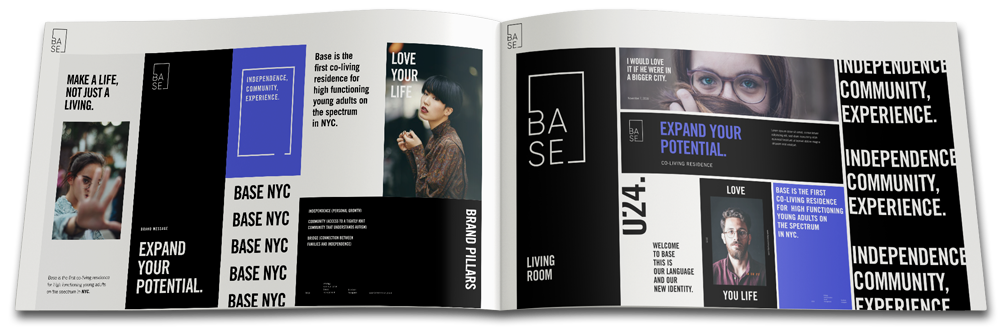 BA
SE
MAKE A LIFE,
NOT JUST A
LIVING.
Base is the first co-living residence
for high functioning young adults
on the spectrum in NYC.
BA
SE
BRAND MESSAGE
EXPAND
YOUR
POTENTIAL.
INDEPENDENCE,
COMMUNITY,
EXPERIENCE.
BASE NYC
BASE NYC
BASE NYC
BASE NYC
BASE NYC
Base is the
first co-living
residence for
high functioning
young adults on
the spectrum
in NYC.
LOVE
YOUR
LIFE
INDEPENDENCE (PERSONAL GROWTH)
COMMUNITY (ACCESS TO A TIGHTLY KNIT
COMMUNITY THAT UNDERSTANDS AUTISM)
BRIDGE (CONNECTION BETWEEN
FAMILIES AND INDEPENDENCE)
BRAND PILLARS
BA
SE
BA
SE
LIVING
ROOM
I WOULD LOVE
IT IF HE WERE IN
A BIGGER CITY.
BA
SE
EXPAND YOUR
POTENTIAL.
CO-LIVING RESIDENCE
U24.
WELCOME
TO BASE
THIS IS
OUR LANGUAGE
AND OUR
NEW IDENTITY.
LOVE
YOU LIFE
BASE IS THE FIRST
CO-LIVING RESIDENCE
FOR HIGH FUNCTIONING
YOUNG ADULTS ON
THE SPECTRUM
IN NYC.
INDEPENDENCE
COMMUNITY,
EXPERIENCE.
INDEPENDENCE
COMMUNITY,
EXPERIENCE.
INDEPENDENCE
COMMUNITY,
EXPERIENCE.